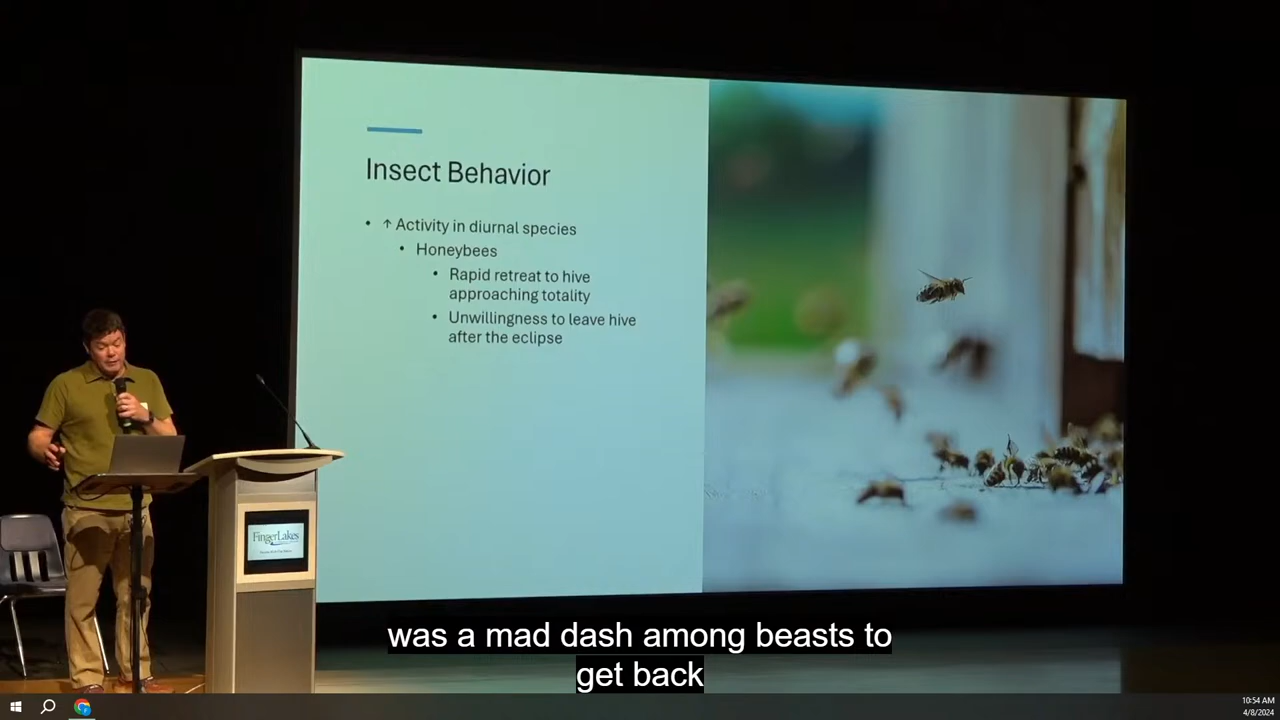 Insect Behavior
• ↑ Activity in diurnal species
• Honeybees
• Rapid retreat to hive
approaching totality
• Unwillingness to leave hive
after the eclipse
FingerLakes
was a mad dash among beasts to
get back
10:54 AM
4/8/2024